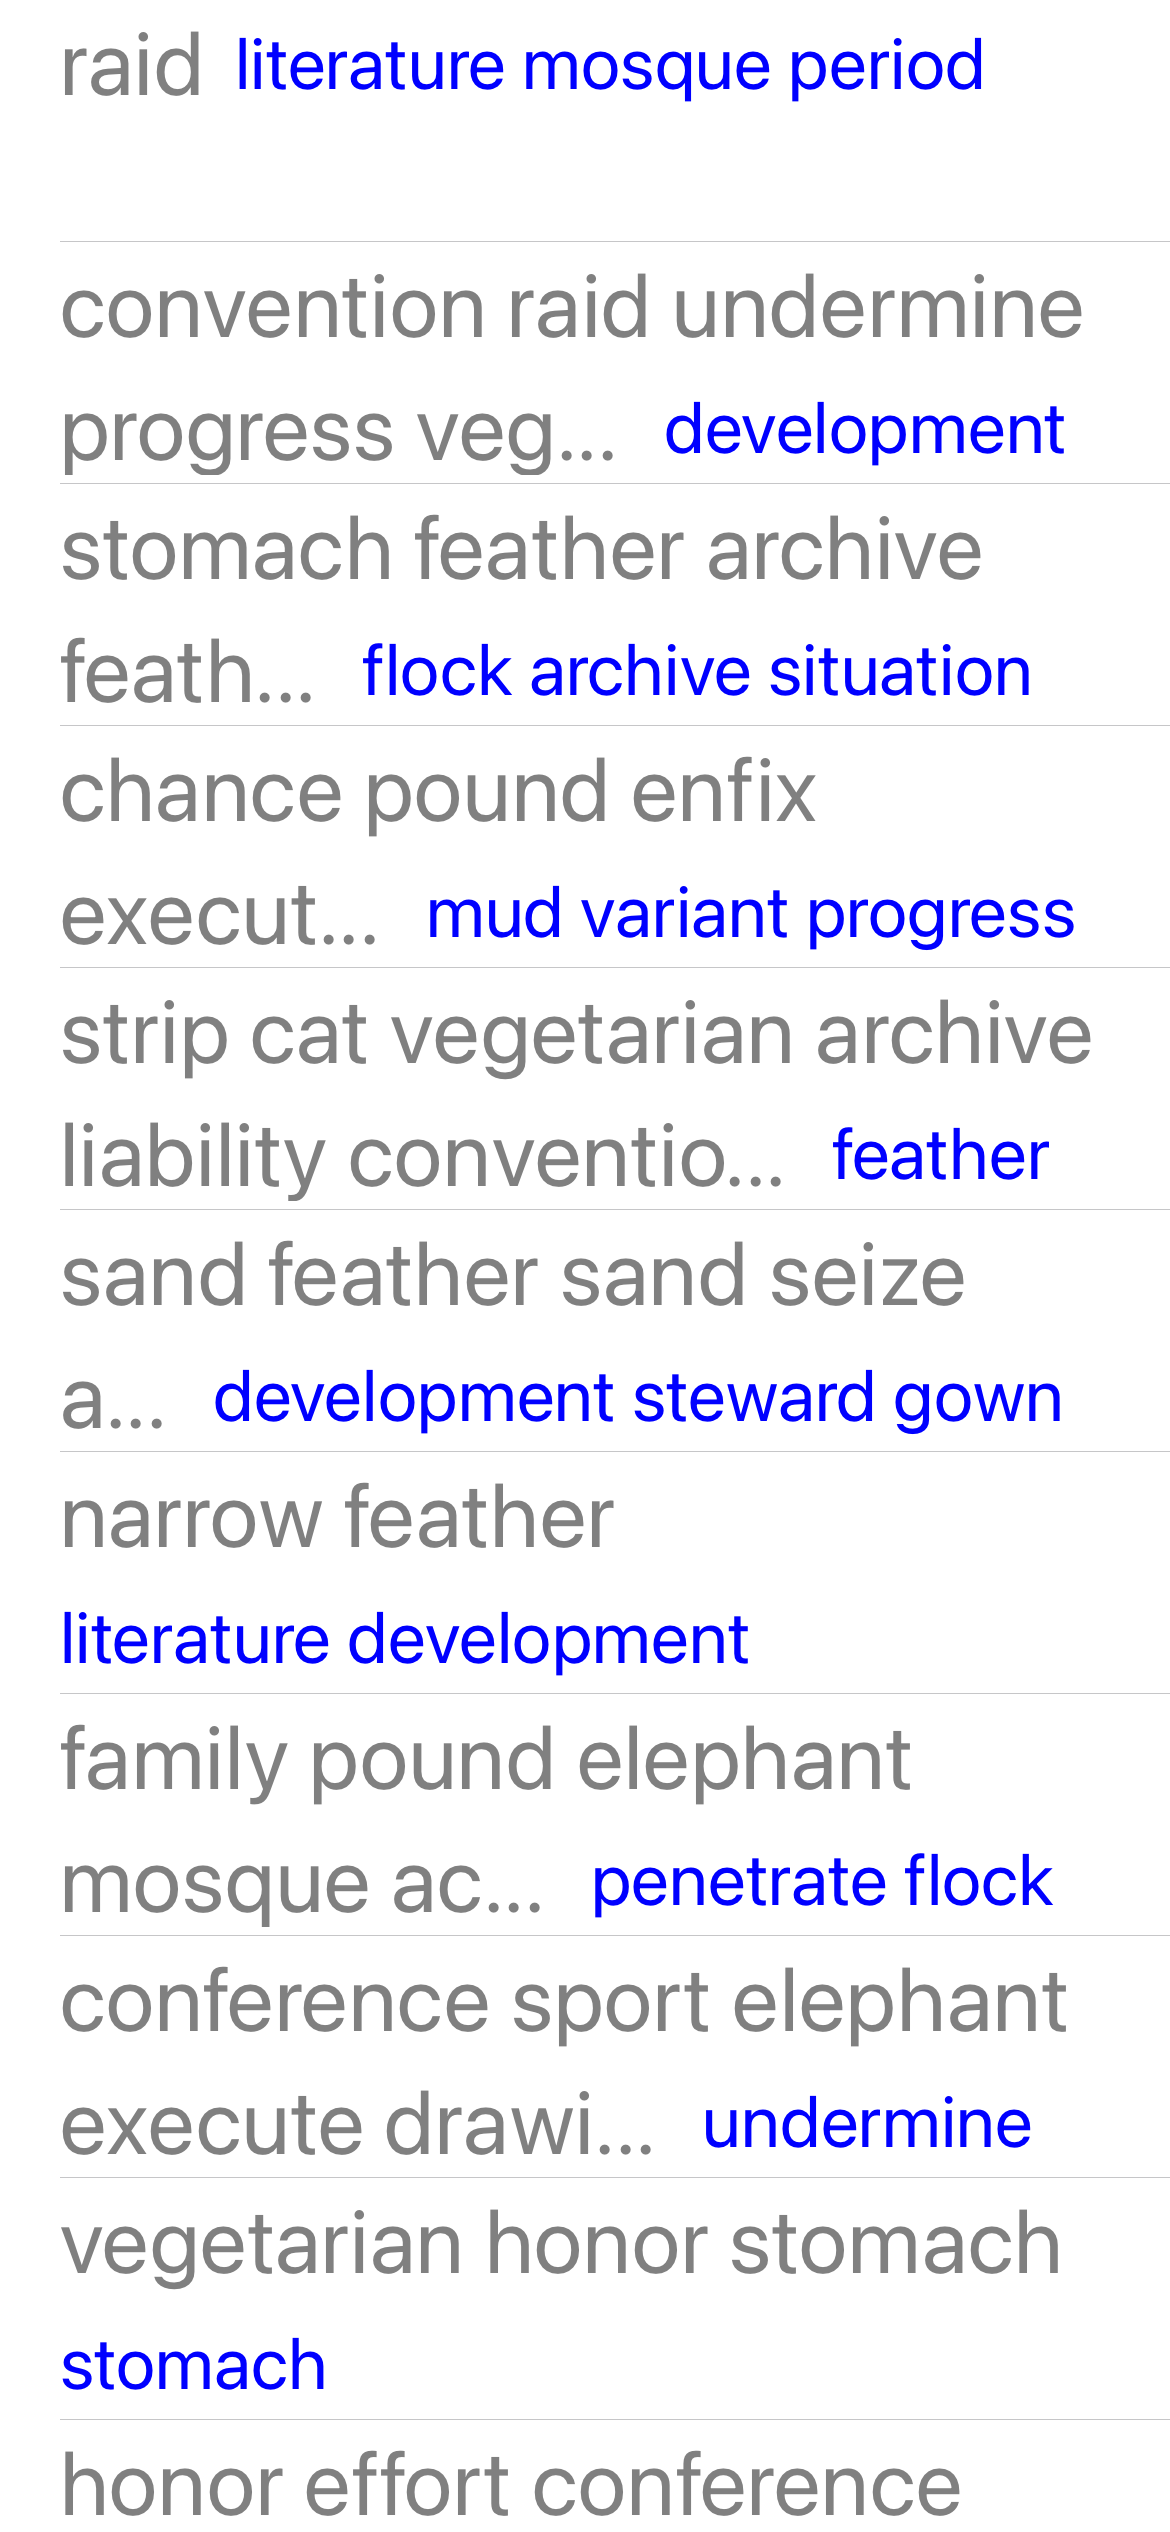 raid literature mosque period
convention raid undermine
progress veg... development
stomach feather archive
feath... flock archive situation
chance pound enfix
execut... mud variant progress
strip cat vegetarian archive
liability conventio... feather
sand feather sand seize
a... development steward gown
narrow feather
literature development
family pound elephant
mosque ac... penetrate flock
conference sport elephant
execute drawi... undermine
vegetarian honor stomach
stomach
honor effort conference